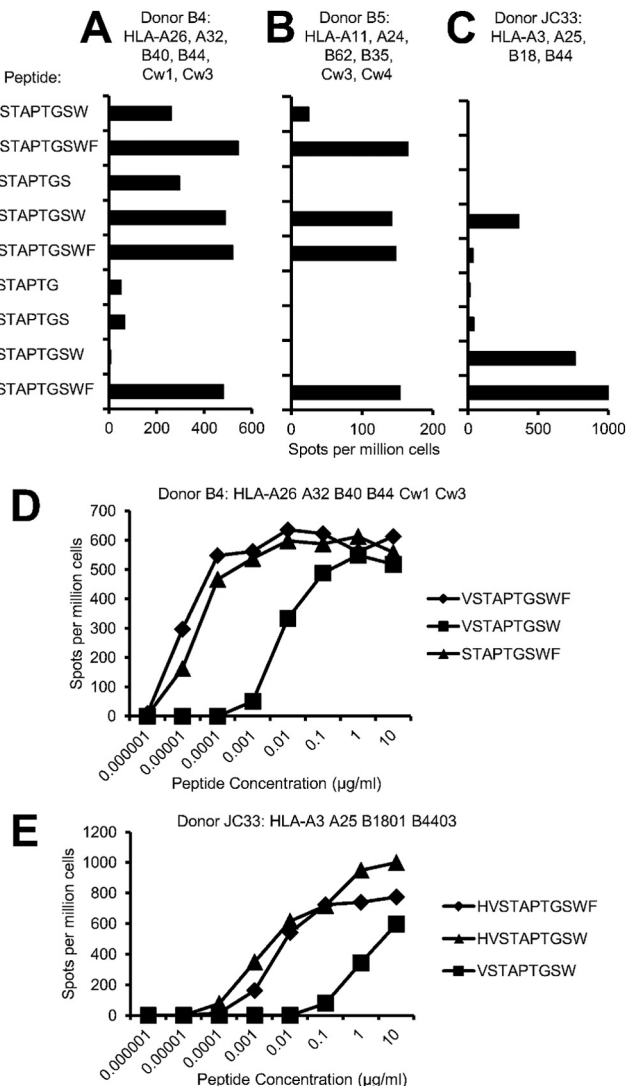 A
Donor B4:
HLA-A26, A32,
B40, B44,
Cw1, Cw3
B
Donor B5:
HLA-A11, A24,
B62, B35,
Cw3, Cw4
C
Donor JC33:
HLA-A3, A25,
B18, B44
Peptide:
STAPTGSW
STAPTGSWF
STAPTGS
STAPTGSW
STAPTGSWF
STAPTG
STAPTGS
STAPTGSW
STAPTGSWF
0 200 400 600
0 100 200
0 500 1000
Spots per million cells
D
Donor B4: HLA-A26 A32 B40 B44 Cw1 Cw3
Spots per million cells
700
600
500
400
300
200
100
0
0.000001
0.00001
0.0001
0.001
0.01
0.1
1
10
Peptide Concentration (µg/ml)
VSTAPTGSWF
VSTAPTGSW
STAPTGSWF
E
Donor JC33: HLA-A3 A25 B1801 B4403
Spots per million cells
1200
1000
800
600
400
200
0
0.000001
0.00001
0.0001
0.001
0.01
0.1
1
10
Peptide Concentration (µg/ml)
HVSTAPTGSWF
HVSTAPTGSW
VSTAPTGSW